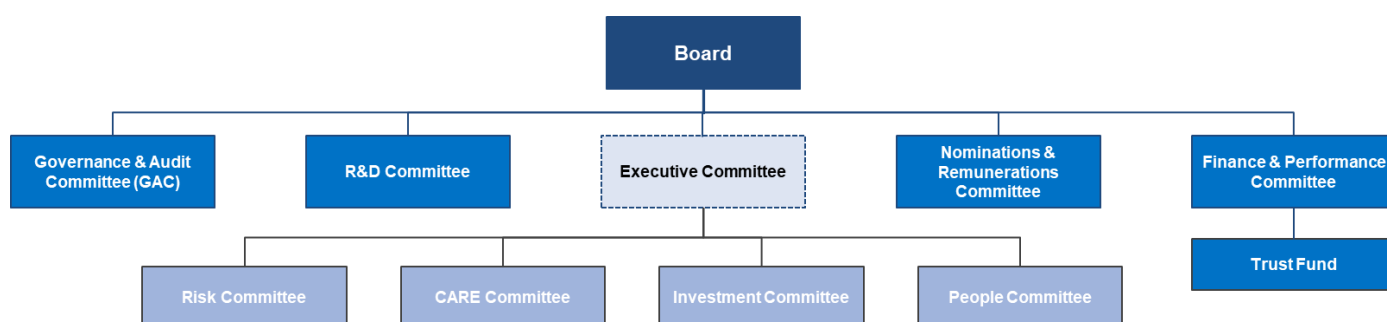 Board
Governance & Audit
Committee (GAC)
R&D Committee
Executive Committee
Nominations &
Remunerations
Committee
Finance & Performance
Committee
Trust Fund
Risk Committee
CARE Committee
Investment Committee
People Committee